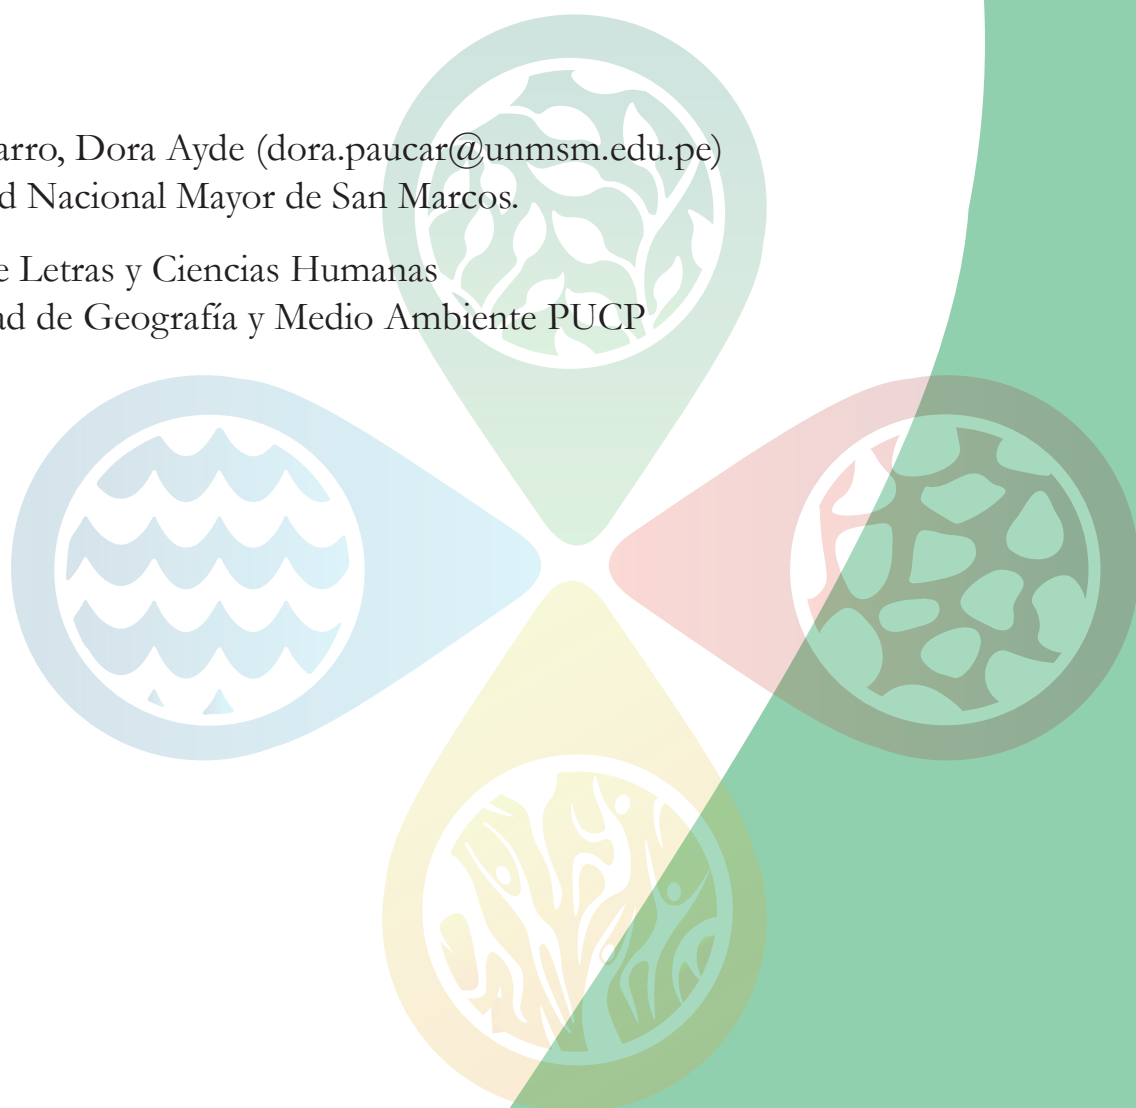 arro, Dora Ayde (dora.paucar@unmsm.edu.pe)
d Nacional Mayor de San Marcos.
e Letras y Ciencias Humanas
ad de Geografía y Medio Ambiente PUCP